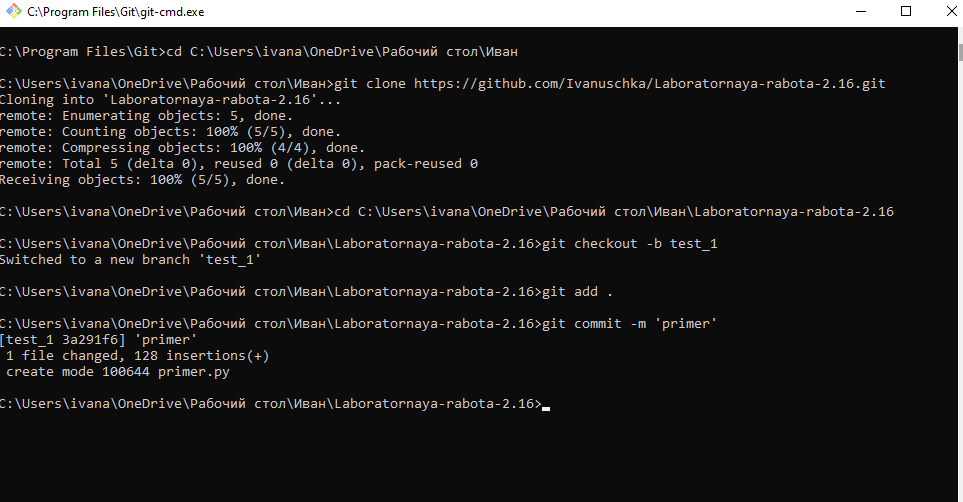 C:\Program Files\Git\git-cmd.exe
C:\Program Files\Git>cd C:\Users\ivana\OneDrive\Рабочий стол\Иван
C:\Users\ivana\OneDrive\Рабочий стол\Иван>git clone https://github.com/Ivanuschka/Laboratornaya-rabota-2.16.git
Cloning into 'Laboratornaya-rabota-2.16'...
remote: Enumerating objects: 5, done.
remote: Counting objects: 100% (5/5), done.
remote: Compressing objects: 100% (4/4), done.
remote: Total 5 (delta 0), reused 0 (delta 0), pack-reused 0
Receiving objects: 100% (5/5), done.
C:\Users\ivana\OneDrive\Рабочий стол\Иван>cd C:\Users\ivana\OneDrive\Рабочий стол\Иван\Laboratornaya-rabota-2.16
C:\Users\ivana\OneDrive\Рабочий стол\Иван\Laboratornaya-rabota-2.16>git checkout -b test_1
Switched to a new branch 'test_1'
C:\Users\ivana\OneDrive\Рабочий стол\Иван\Laboratornaya-rabota-2.16>git add .
C:\Users\ivana\OneDrive\Рабочий стол\Иван\Laboratornaya-rabota-2.16>git commit -m 'primer'
[test_1 3a291f6] 'primer'
 1 file changed, 128 insertions(+)
 create mode 100644 primer.py
C:\Users\ivana\OneDrive\Рабочий стол\Иван\Laboratornaya-rabota-2.16>